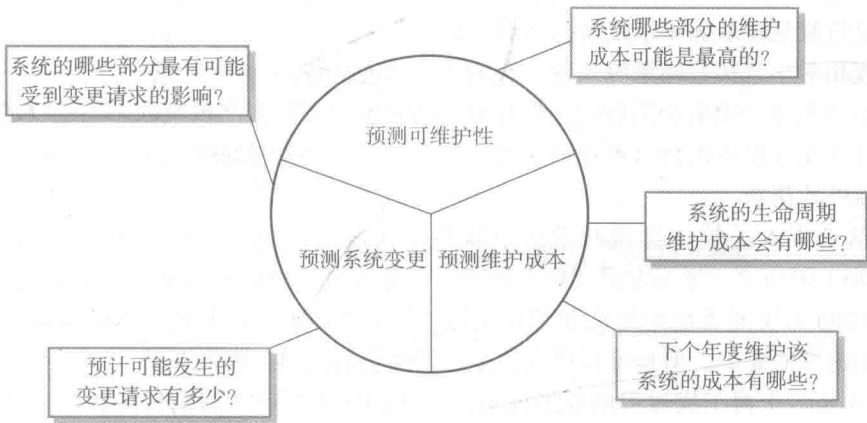 系统哪些部分的维护
成本可能是最高的?
系统的哪些部分最有可能
受到变更请求的影响?
预测可维护性
系统的生命周期
维护成本会有哪些?
预测系统变更
预测维护成本
预计可能发生的
变更请求有多少?
下个年度维护该
系统的成本有哪些?